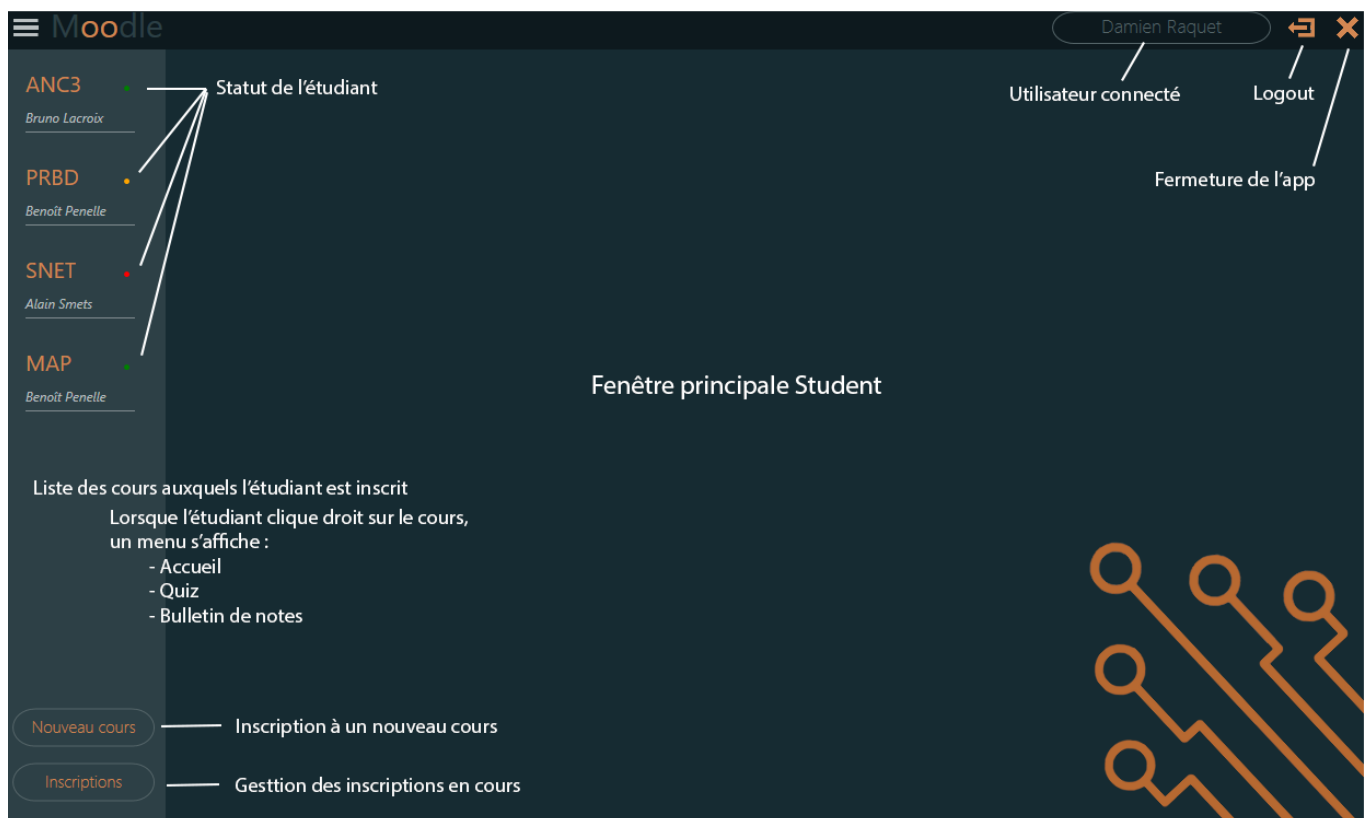 Moodle
Damien Raquet
ANC3
Statut de l'étudiant
Utilisateur connecté
Logout
Bruno Lacroix
Fermeture de l'app
PRBD
Benoît Penelle
SNET
Alain Smets
MAP
Fenêtre principale Student
Benoît Penelle
Liste des cours auxquels l'étudiant est inscrit
Lorsque l'étudiant clique droit sur le cours,
un menu s'affiche :
- Accueil
- Quiz
- Bulletin de notes
Nouveau cours
Inscription à un nouveau cours
Inscriptions
Gesttion des inscriptions en cours